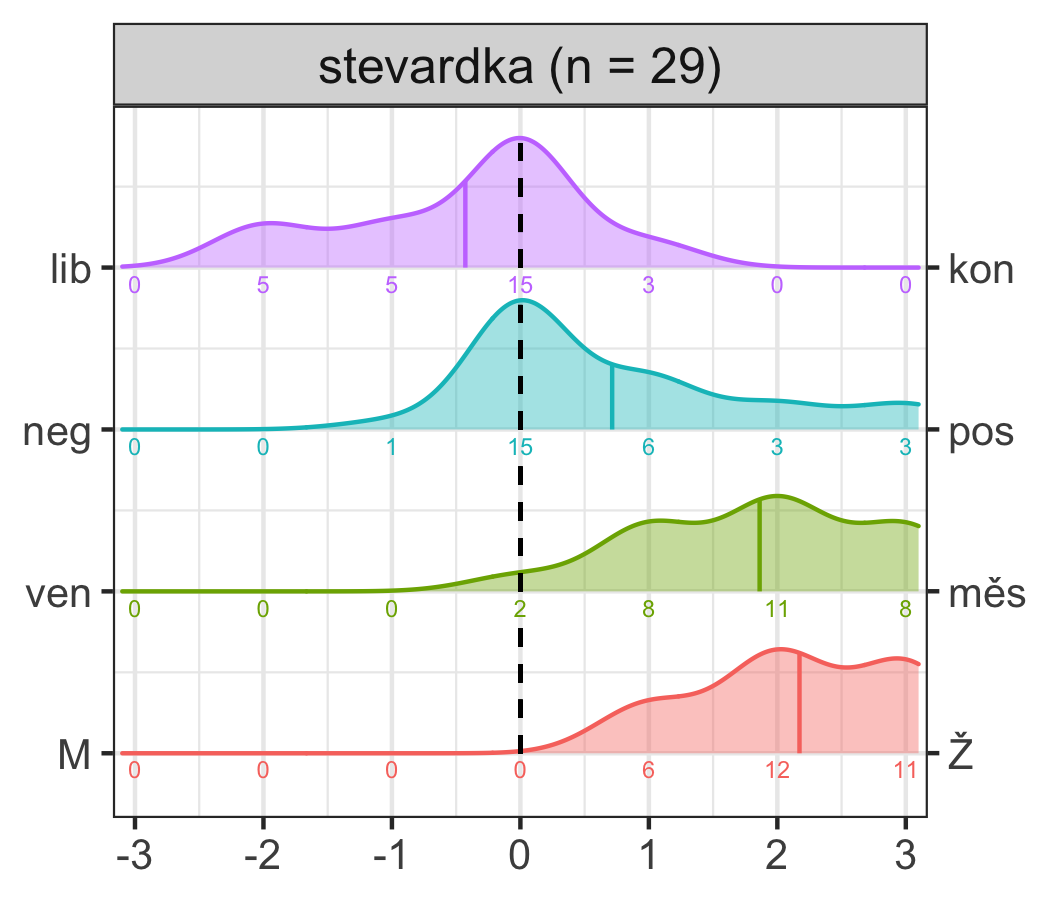 stevardka (n = 29)
lib kon
0 5 5 15 3 0 0
neg pos
0 0 1 15 6 3 3
ven měs
0 0 0 2 8 11 8
M Ž
0 0 0 0 6 12 11
-3 -2 -1 0 1 2 3